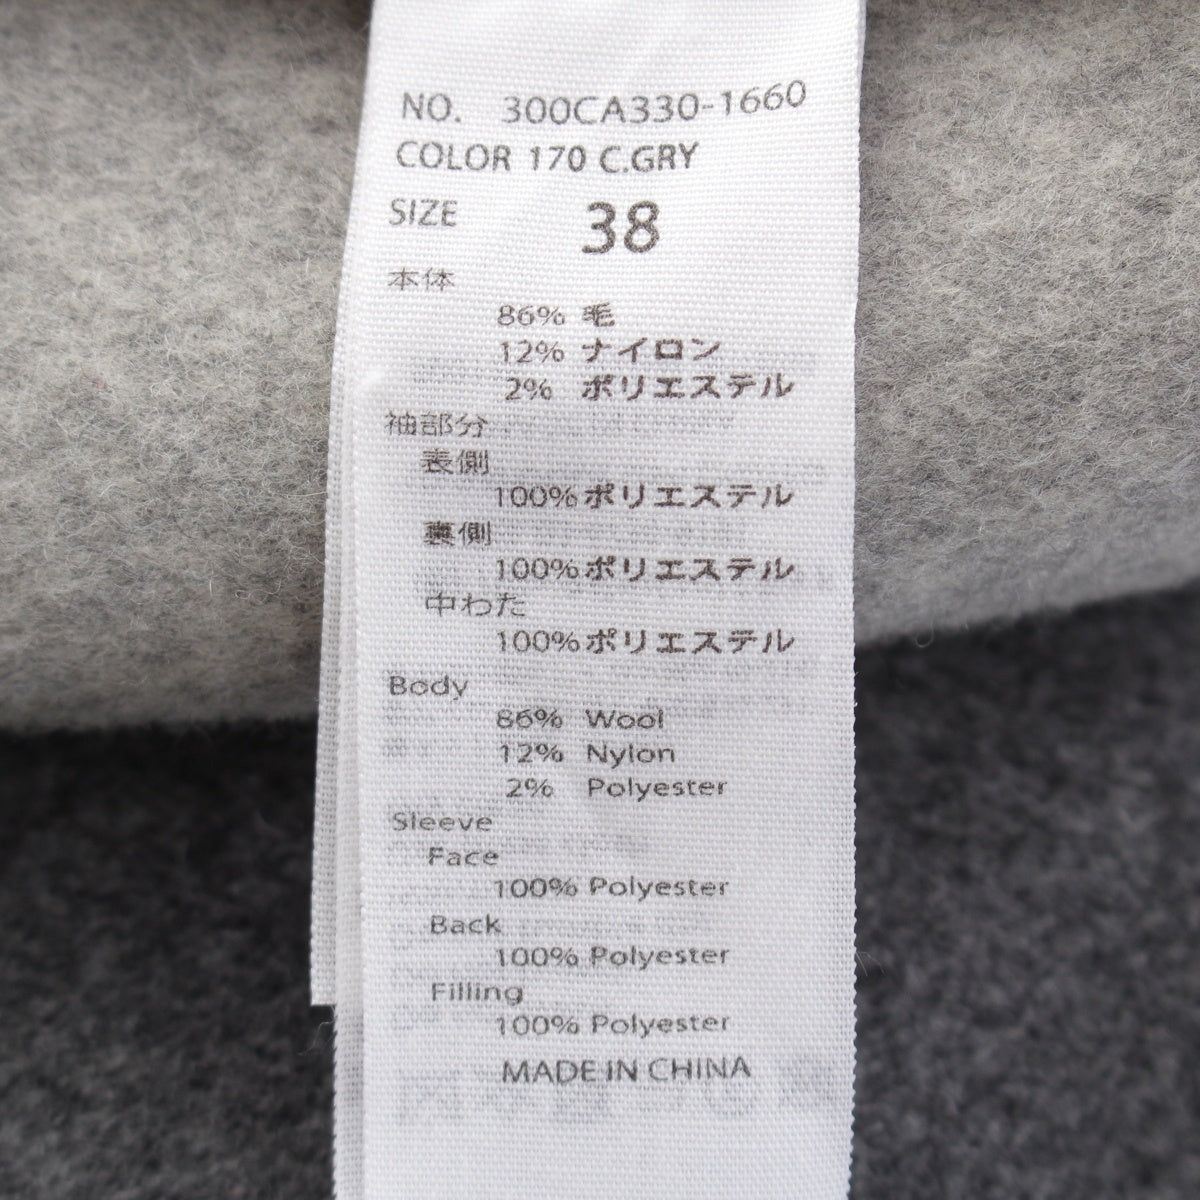 NO. 300CA330-1660
COLOR 170 C.GRY
SIZE 38
本体
86% 毛
12% ナイロン
2% ポリエステル
袖部分
表側
100%ポリエステル
裏側
100%ポリエステル
中わた
100%ポリエステル
Body
86% Wool
12% Nylon
2% Polyester
Sleeve
Face
100% Polyester
Back
100% Polyester
Filling
100% Polyester
MADE IN CHINA